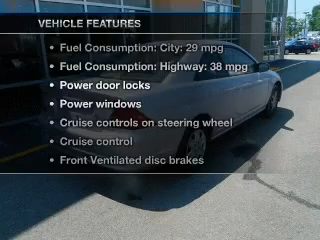 VEHICLE FEATURES
• Fuel Consumption: City: 29 mpg
• Fuel Consumption: Highway: 38 mpg
• Power door locks
• Power windows
• Cruise controls on steering wheel
• Cruise control
• Front Ventilated disc brakes